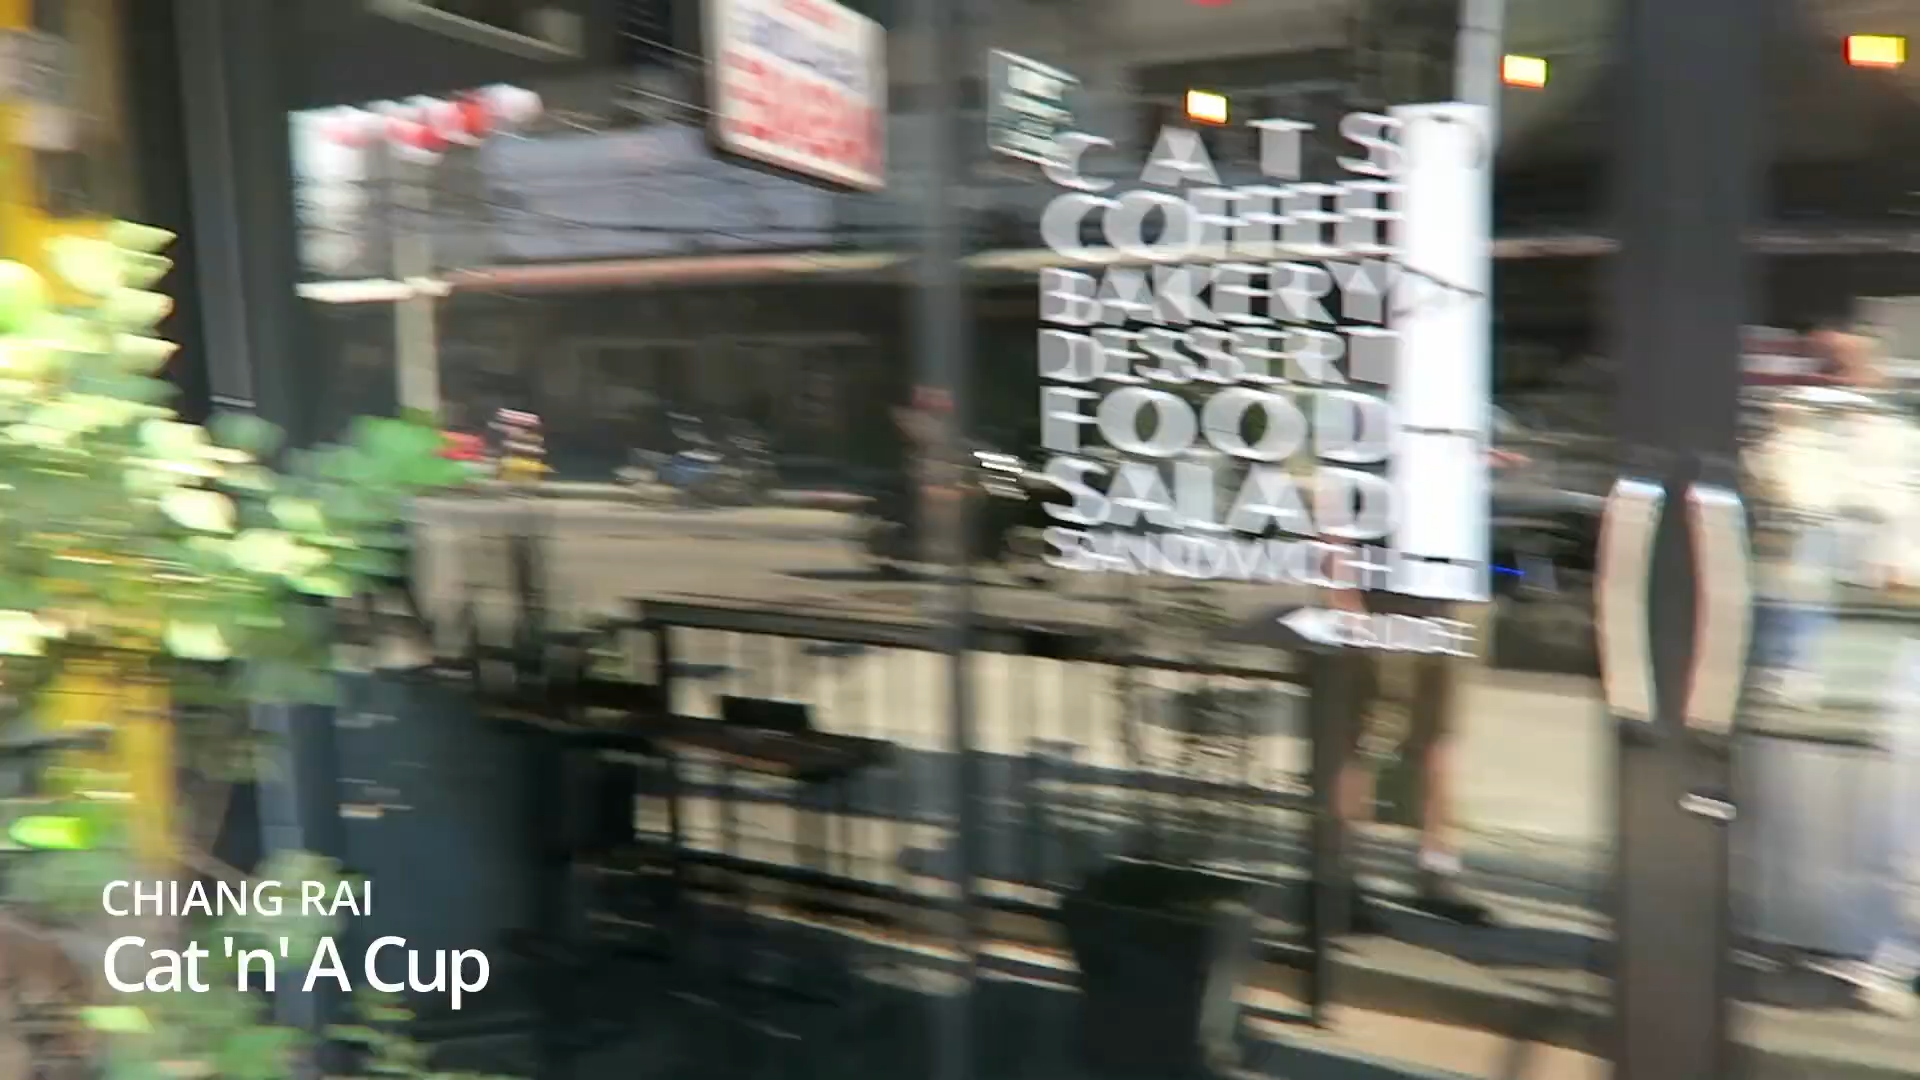 CATS
COFFEE
BAKERY
DESSERT
FOOD
SALAD
SANDWICH
CHIANG RAI
Cat 'n' A Cup